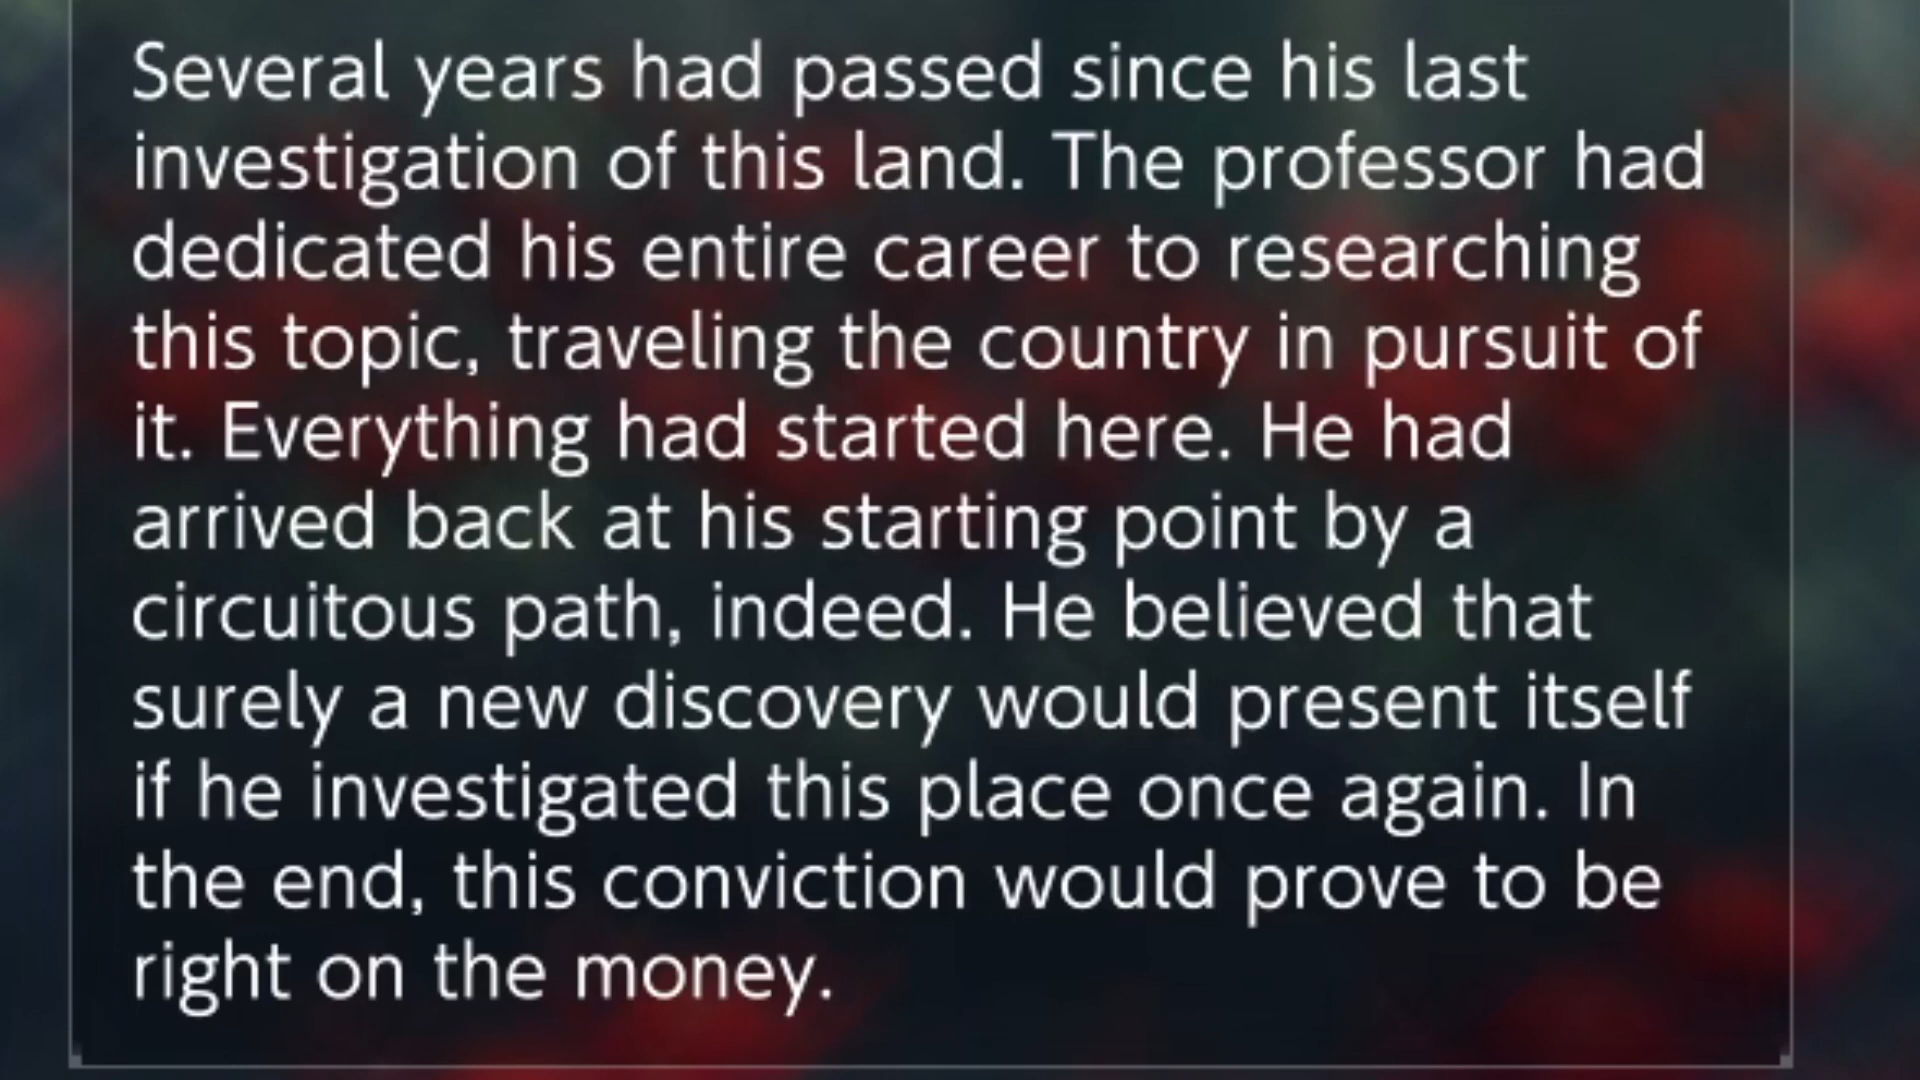 Several years had passed since his last
investigation of this land. The professor had
dedicated his entire career to researching
this topic, traveling the country in pursuit of
it. Everything had started here. He had
arrived back at his starting point by a
circuitous path, indeed. He believed that
surely a new discovery would present itself
if he investigated this place once again. In
the end, this conviction would prove to be
right on the money.